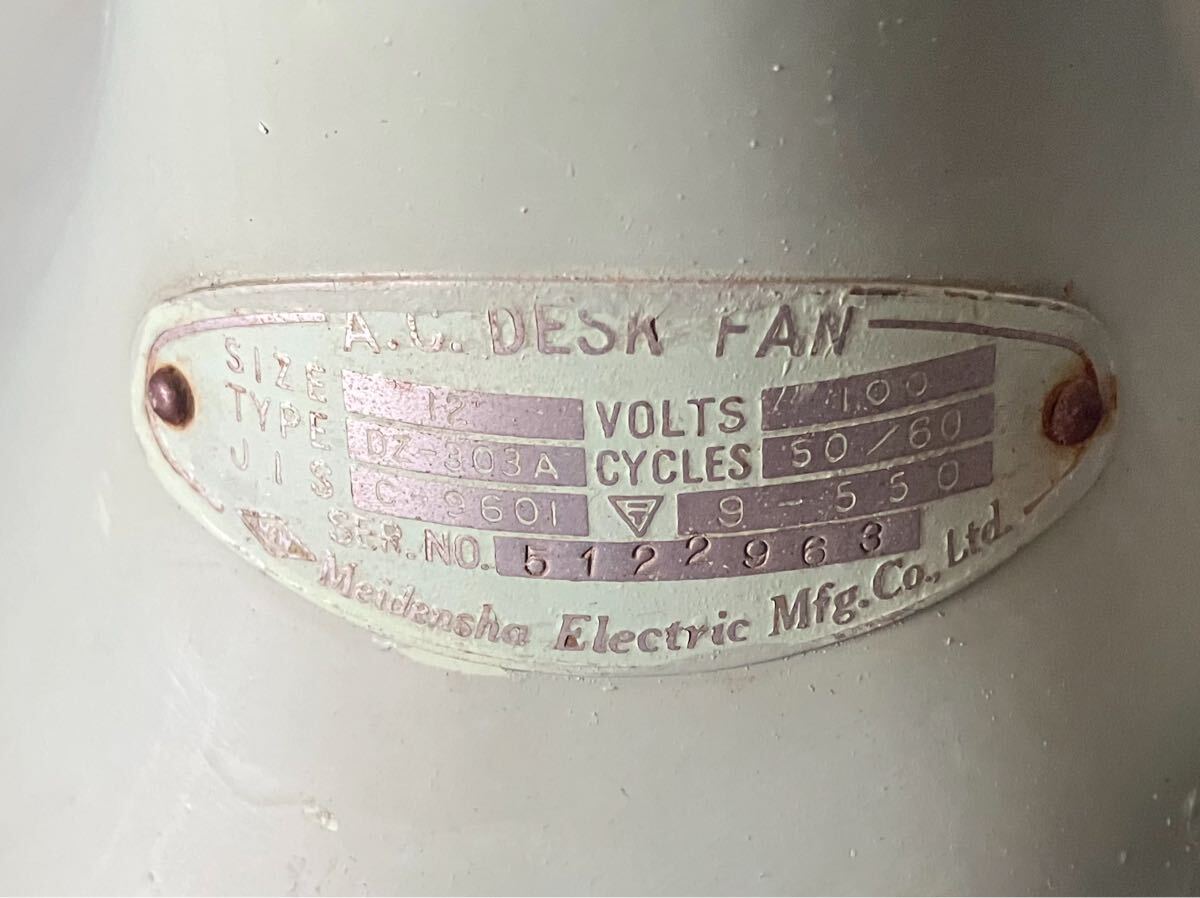 A.C. DESK FAN
SIZE 12" VOLTS 100
TYPE DZ-303A CYCLES 50/60
JIS C 9601 〒 9-550
SER.NO. 5122963
Meidensha Electric Mfg.Co.,Ltd.